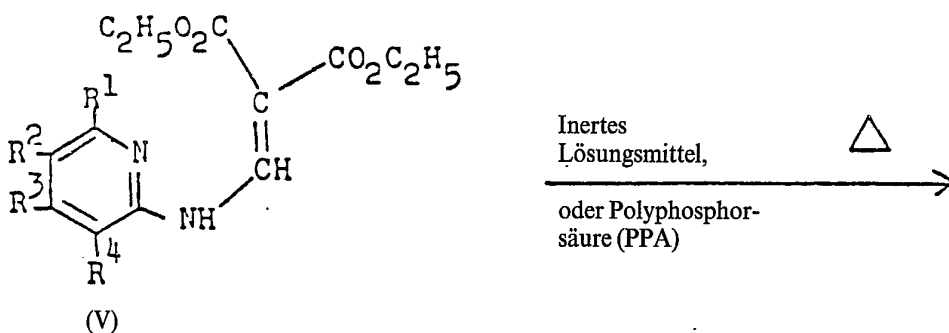 C₂H₅O₂C
CO₂C₂H₅
C
R¹
R² N
CH
R³
NH
R⁴
(V)
Inertes
Lösungsmittel,
oder Polyphosphor-
säure (PPA)